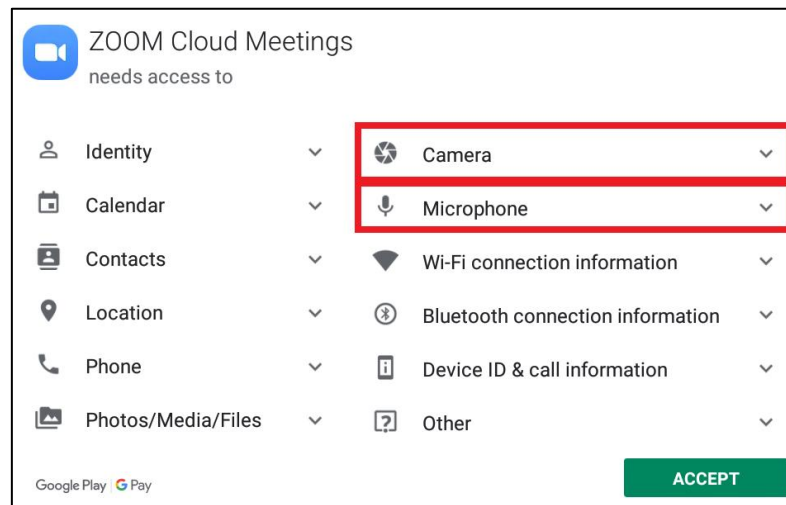 ZOOM Cloud Meetings
needs access to
Identity
Calendar
Contacts
Location
Phone
Photos/Media/Files
Camera
Microphone
Wi-Fi connection information
Bluetooth connection information
Device ID & call information
Other
Google Play | G Pay
ACCEPT